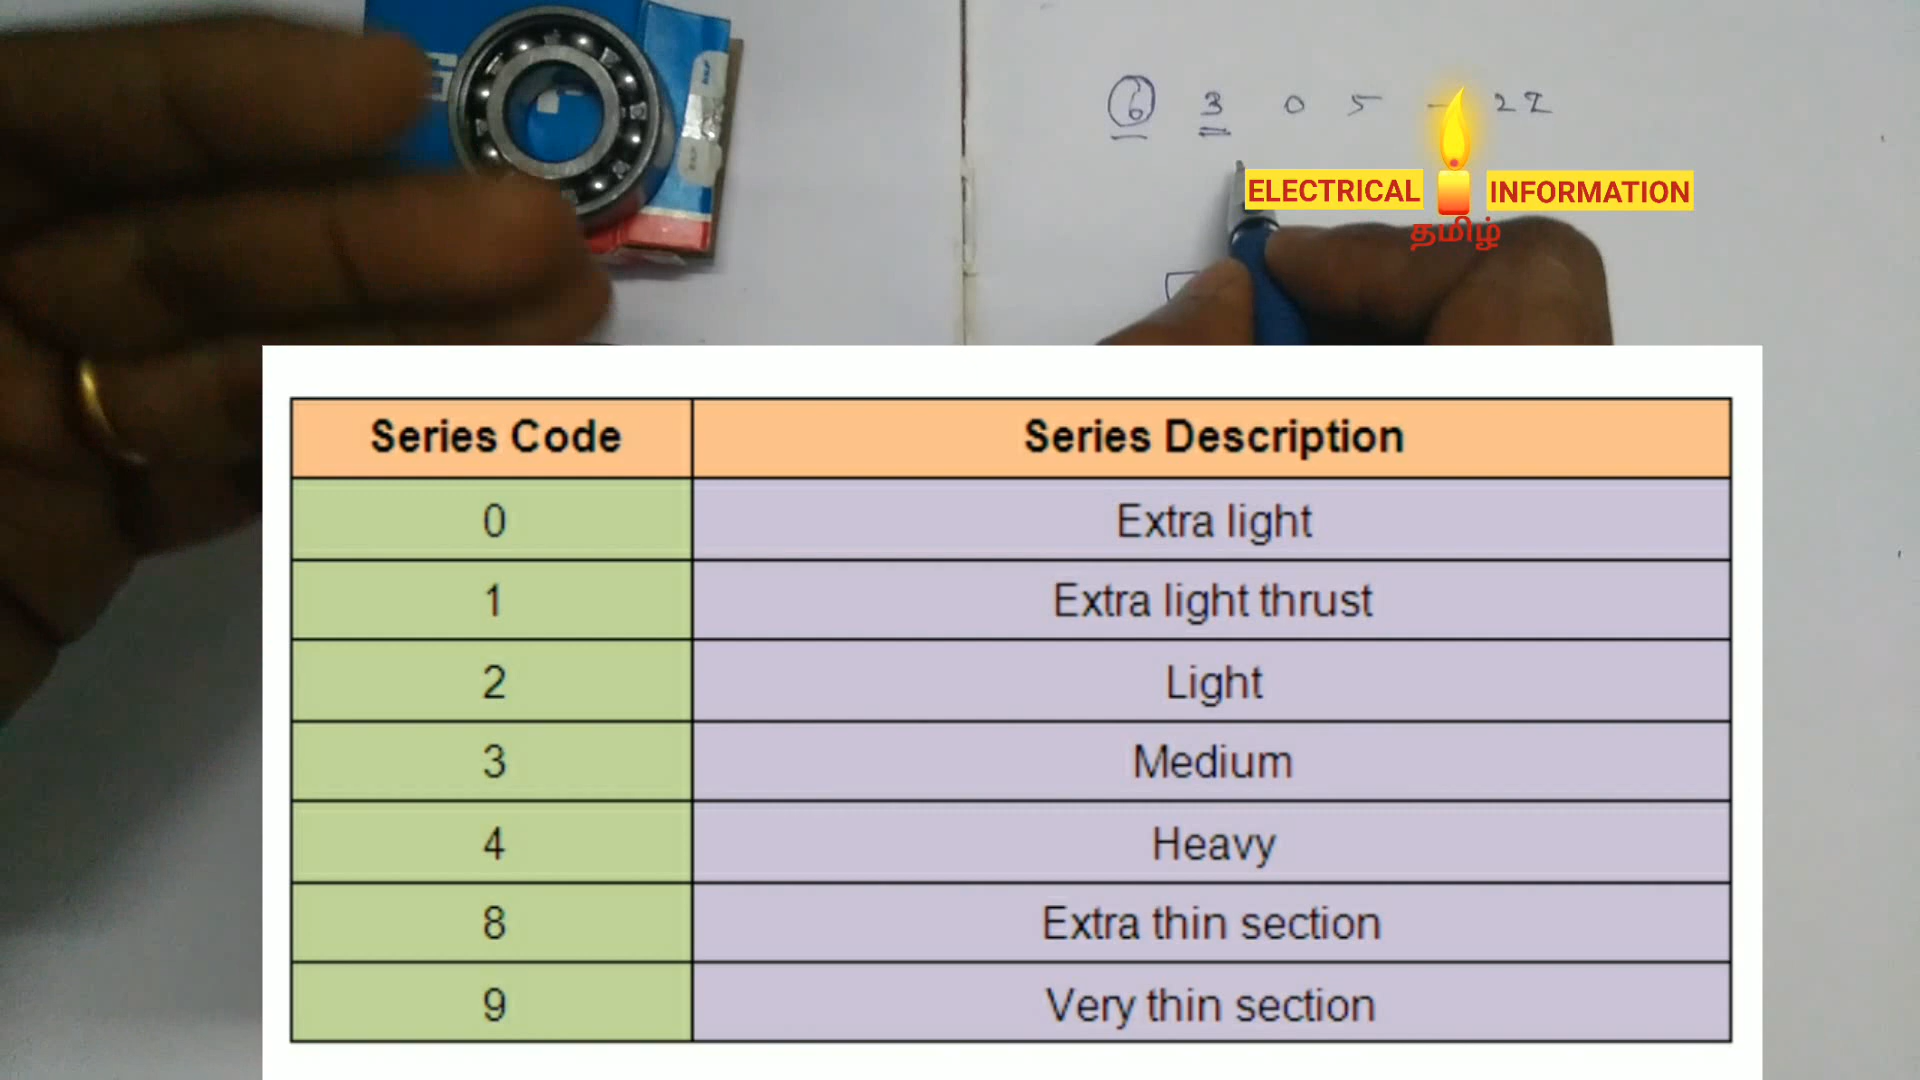 6 3 0 5 - 2Z
ELECTRICAL INFORMATION
தமிழ்
Series Code Series Description
0 Extra light
1 Extra light thrust
2 Light
3 Medium
4 Heavy
8 Extra thin section
9 Very thin section